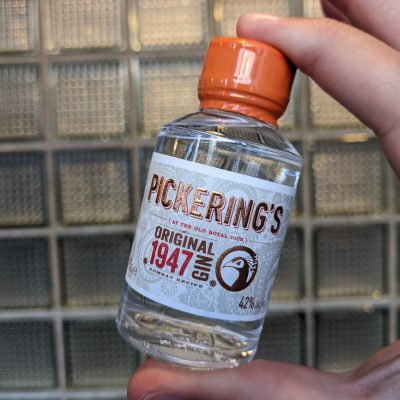 PICKERING'S
( AT THE OLD ROYAL DICK )
ORIGINAL
1947
GIN
BOMBAY RECIPE
42%